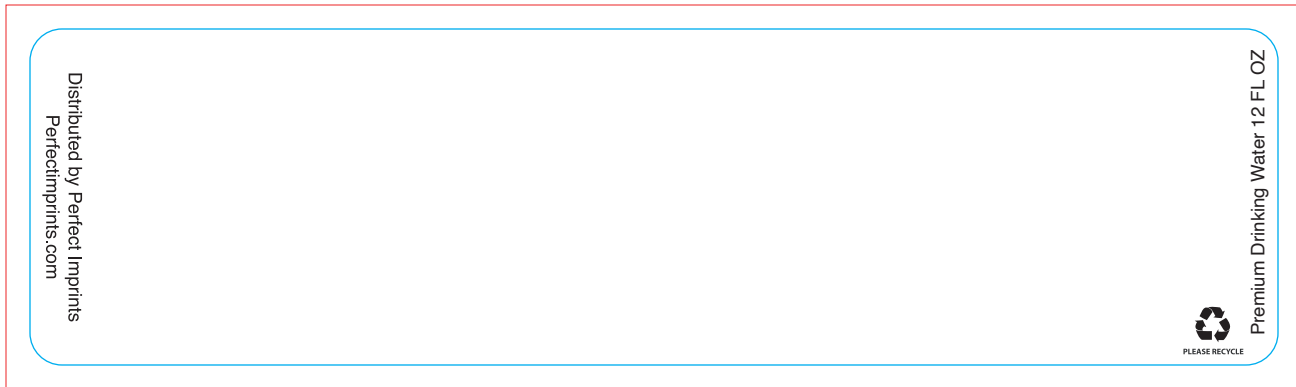 Distributed by Perfect Imprints
Perfectimprints.com
Premium Drinking Water 12 FL OZ
PLEASE RECYCLE